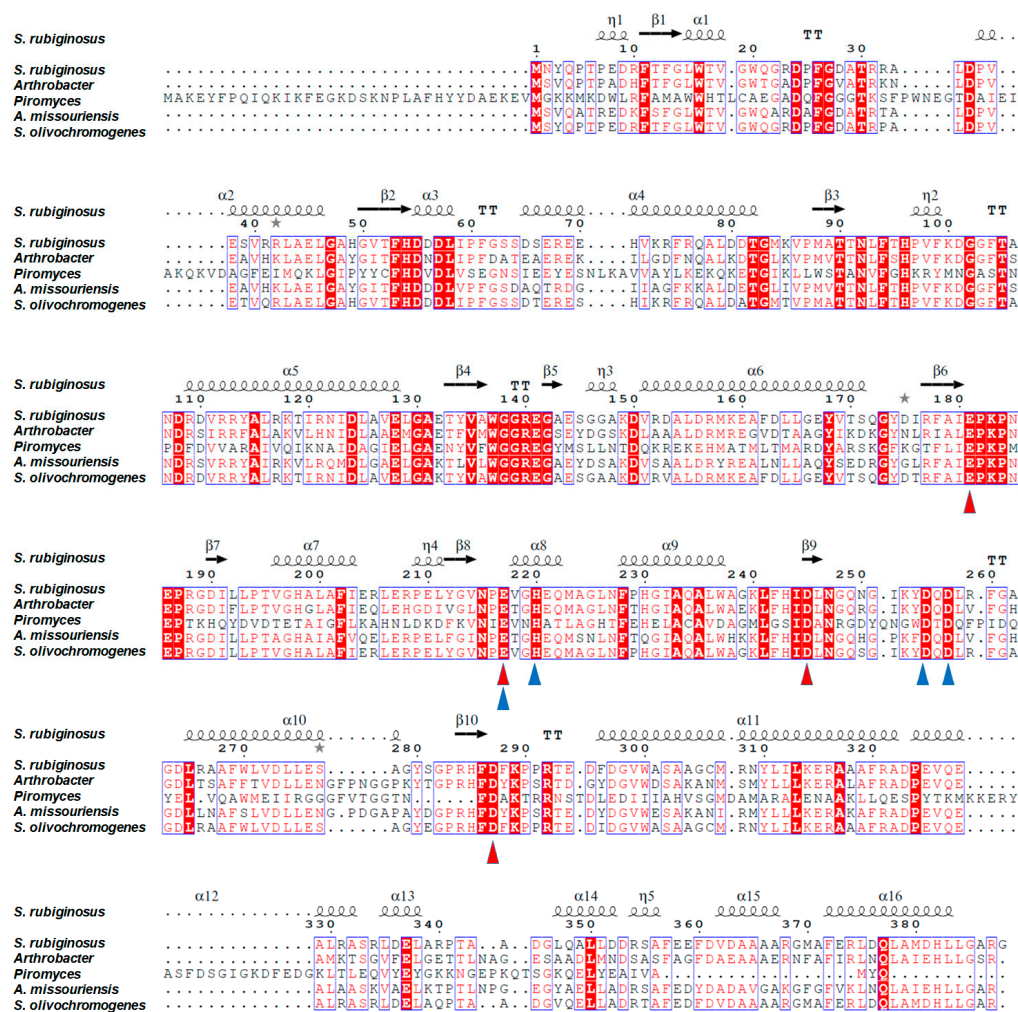 η1 β1 α1 TT
S. rubiginosus
1 10 20 30
S. rubiginosus ..................................MNYQPTPEDRFTFGLWTV.GWQGRDPFGDATRRA.....LDPV..
Arthrobacter ..................................MSVQPTPADHFTFGLWTV.GWTGADPFGVATRKN.....LDPV..
Piromyces MAKEYFPQIQKIKFEGKDSKNPLAFHYYDAEKEVMGKKMKDWLRFAMAWWHTLCAEGADQFGGGTKSFPWNEGTDAIEI
A. missouriensis ..................................MSVQATREDKFSFGLWTV.GWQARDAFGDATRTA.....LDPV..
S. olivochromogenes ..................................MSYQPTPEDRFTFGLWTV.GWQGRDPFGDATRPA.....LDPV..
α2 β2 α3 TT α4 β3 η2 TT
S. rubiginosus
40 50 60 70 80 90 100
S. rubiginosus ......ESVRRLAELGAHGVTFHDDDLIPFGSSDSEREE....HVKRFRQALDDTGMKVPMATTNLFTHPVFKDGGFTA
Arthrobacter ......EAVHKLAELGAYGITFHDNDLIPFDATEAEREK....ILGDFNQALKDTGLKVPMVTTNLFSHPVFKDGGFTS
Piromyces AKQKVDAGFEIMQKLGIPYYCFHDVDLVSEGNSIEEYESNLKAVVAYLKEKQKETGIKLLWSTANVFGHKRYMNGASTN
A. missouriensis ......EAVHKLAEIGAYGITFHDDDLVPFGSDAQTRDG....IIAGFKKALDETGLIVPMVTTNLFTHPVFKDGGFTS
S. olivochromogenes ......ETVQRLAELGAHGVTFHDDDLIPFGSSDTERES....HIKRFRQALDATGMTVPMATTNLFTHPVFKDGGFTA
α5 β4 TT β5 η3 α6 β6
S. rubiginosus
110 120 130 140 150 160 170 180
S. rubiginosus NDRDVRRYALRKTIRNIDLAVELGAETYVAWGGREGAESGGAKDVRDALDRMKEAFDLLGEYVTSQGYDIRFAIEPKPN
Arthrobacter NDRSIRRFALAKVLHNIDLAAEMGAETFVMWGGREGSEYDGSKDLAAALDRMREGVDTAAGYIKDKGYNLRIALEPKPN
Piromyces PDFDVVARAIVQIKNAIDAGIELGAENYVFWGGREGYMSLLNTDQKREKEHMATMLTMARDYARSKGFKGTFLIEPKPM
A. missouriensis NDRSVRRYALRKVLRQMDLGAELGAKTLVLWGGREGAEYDSAKDVSAALDRYREALNLLAQYSEDRGYGLRFAIEPKPN
S. olivochromogenes NDRDVRRYALRKTIRNIDLAVELGAKTYVAWGGREGAESGAAKDVRVALDRMKEAFDLLGEYVTSQGYDTRFAIEPKPN
β7 α7 η4 β8 α8 α9 β9 TT
S. rubiginosus
190 200 210 220 230 240 250 260
S. rubiginosus EPRGDILLPTVGHALAFIERLERPELYGVNPEVGHEQMAGLNFPHGIAQALWAGKLFHIDLNGQNG.IKYDQDLR.FGA
Arthrobacter EPRGDIFLPTVGHGLAFIEQLEHGDIVGLNPETGHEQMAGLNFTHGIAQALWAEKLFHIDLNGQRG.IKYDQDLV.FGH
Piromyces EPTKHQYDVDTETAIGFLKAHNLDKDFKVNIEVNHATLAGHTFEHELACAVDAGMLGSIDANRGDYQNGWDTDQFPIDQ
A. missouriensis EPRGDILLPTAGHAIAFVQELERPELFGINPETGHEQMSNLNFTQGIAQALWHKKLFHIDLNGQHG.PKFDQDLV.FGH
S. olivochromogenes EPRGDILLPTVGHALAFIERLERPELYGVNPEVGHEQMAGLNFPHGIAQALWAGKLFHIDLNGQSG.IKYDQDLR.FGA
α10 β10 TT α11
S. rubiginosus
270 280 290 300 310 320
S. rubiginosus GDLRAAFWLVDLLES......AGYSGPRHFDFKPPRTE.DFDGVWASAAGCM.RNYLILKERAAAFRADPEVQE.....
Arthrobacter GDLTSAFFTVDLLENGFPNGGPKYTGPRHFDYKPSRTD.GYDGVWDSAKANM.SMYLLLKERALAFRADPEVQE.....
Piromyces YEL.VQAWMEIIRGGGFVTGGTN.....FDAKTRRNSTDLEDIIIAHVSGMDAMARALENAAKLLQESPYTKMKKERY
A. missouriensis GDLLNAFSLVDLLENG.PDGAPAYDGPRHFDYKPSRTE.DYDGVWESAKANI.RMYLLLKERAKAFRADPEVQE.....
S. olivochromogenes GDLRAAFWLVDLLES......AGYEGPRHFDFKPPRTE.DIDGVWASAAGCM.RNYLILKERAAAFRADPEVQE.....
α12 α13 α14 η5 α15 α16
S. rubiginosus
330 340 350 360 370 380
S. rubiginosus ..............ALRASRLDELARPTA..A.DGLQALLDDRSAFEEFDVDAAAARGMAFERLDQLAMDHLLGARG
Arthrobacter ..............AMKTSGVFELGETTLNAG.ESAADLMNDSASFAGFDAEAAAERNFAFIRLNQLAIEHLLGSR.
Piromyces ASFDSGIGKDFEDGKLTLEQVYEYGKKNGEPKQTSGKQELYEAIVA..............MYQ..............
A. missouriensis ..............ALAASKVAELKTPTLNPG.EGYAELLADRSAFEDYDADAVGAKGFGFVKLNQLAIEHLLGAR.
S. olivochromogenes ..............ALRASRLDELAQPTA..A.DGVQELLADRTAFEDFDVDAAAARGMAFERLDQLAMDHLLGAR.